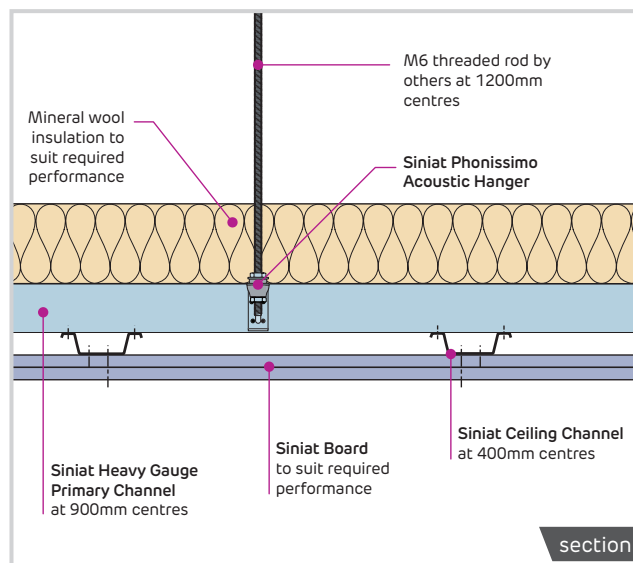 M6 threaded rod by
others at 1200mm
centres
Mineral wool
insulation to
suit required
performance
Siniat Phonissimo
Acoustic Hanger
Siniat Heavy Gauge
Primary Channel
at 900mm centres
Siniat Board
to suit required
performance
Siniat Ceiling Channel
at 400mm centres
section